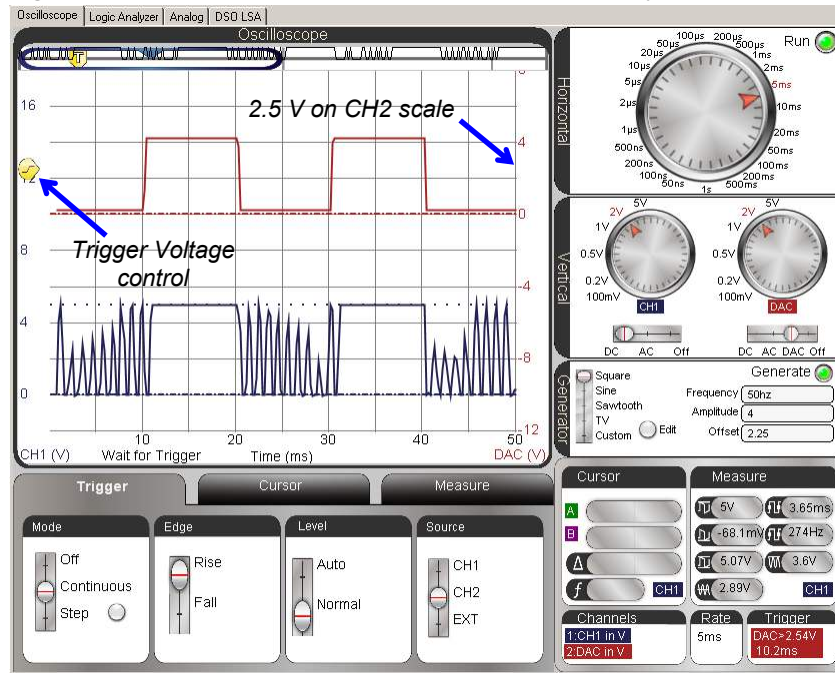 Oscilloscope Logic Analyzer Analog DSO LSA
Oscilloscope
T
16
12
8
4
0
4
0
-4
-8
-12
2.5 V on CH2 scale
Trigger Voltage
control
10 20 30 40 50
CH1 (V) Wait for Trigger Time (ms) DAC (V)
Horizontal
Run
100µs 200µs
50µs 500µs
20µs 1ms
10µs 2ms
5µs 5ms
2µs 10ms
1µs 20ms
500ns 50ms
200ns 100ms
100ns 200ms
50ns 1s 500ms
Vertical
5V 5V
2V 2V
1V 1V
0.5V 0.5V
0.2V 0.2V
100mV 100mV
CH1 DAC
DC AC Off DC AC DAC Off
Generator
Generate
Square
Sine
Sawtooth
TV
Custom Edit
Frequency 50hz
Amplitude 4
Offset 2.25
Trigger Cursor Measure
Mode
Off
Continuous
Step
Edge
Rise
Fall
Level
Auto
Normal
Source
CH1
CH2
EXT
Cursor
A
B
Δ
f CH1
Measure
5V 3.65ms
-68.1mV 274Hz
5.07V 3.6V
2.89V CH1
Channels
1:CH1 in V
2:DAC in V
Rate
5ms
Trigger
DAC>2.54V
10.2ms